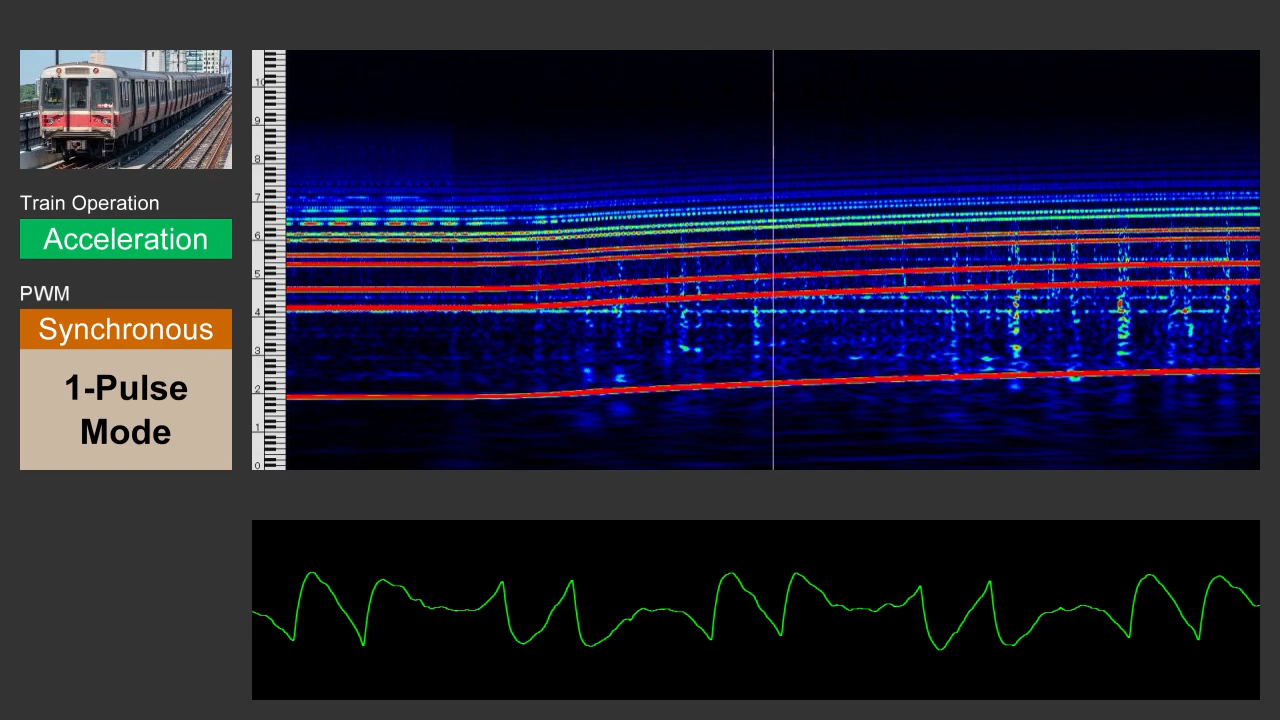 Train Operation
Acceleration
PWM
Synchronous
1-Pulse
Mode
10
9
8
7
6
5
4
3
2
1
0